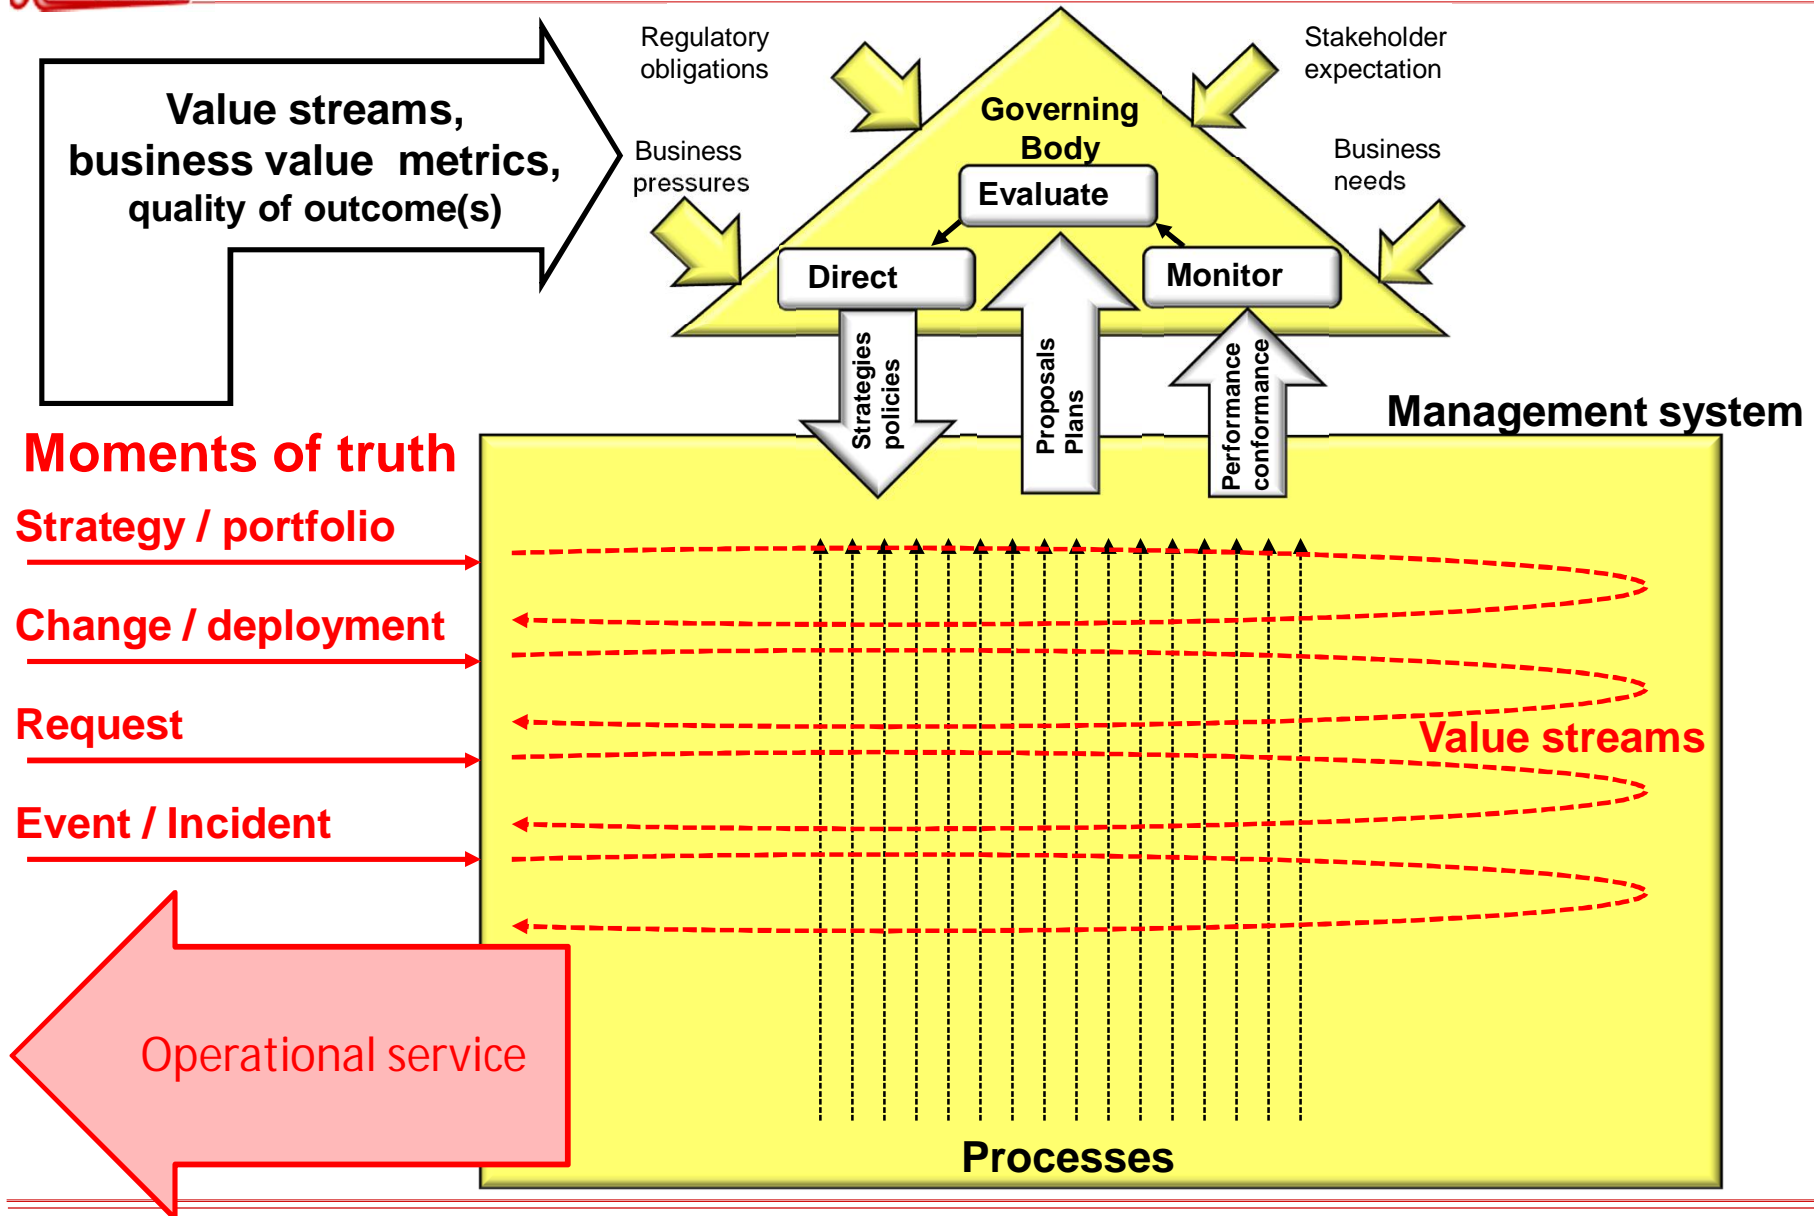 Value streams,
business value metrics,
quality of outcome(s)
Regulatory
obligations
Business
pressures
Stakeholder
expectation
Business
needs
Governing
Body
Evaluate
Direct
Monitor
Strategies
policies
Proposals
Plans
Performance
conformance
Management system
Moments of truth
Strategy / portfolio
Change / deployment
Request
Event / Incident
Value streams
Operational service
Processes